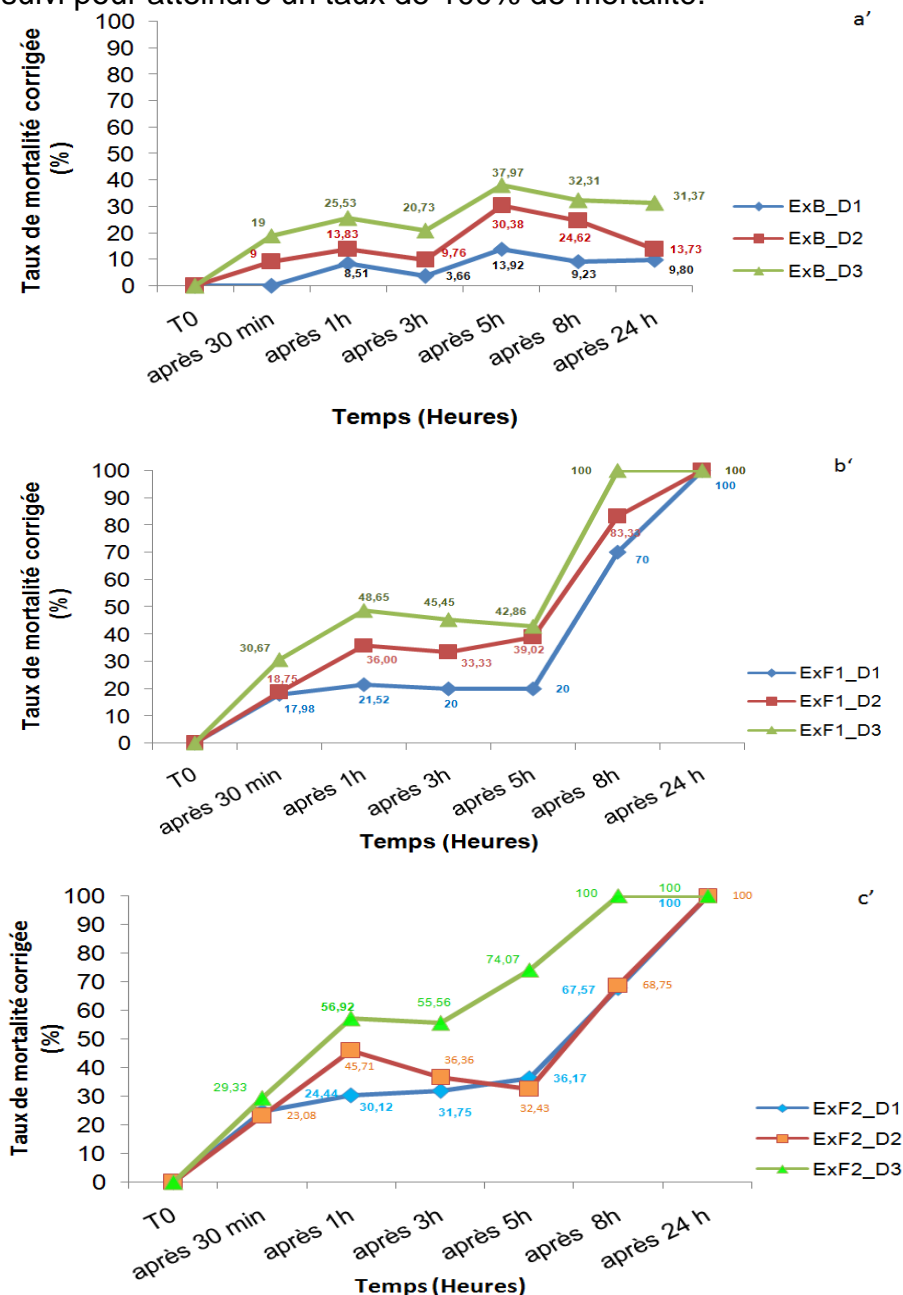 suivi pour atteindre un taux de 100% de mortalité.
a'
Taux de mortalité corrigée
(%)
100
90
80
70
60
50
40
30
20
10
0
19
25,53
20,73
37,97
32,31
31,37
9
13,83
9,76
30,38
24,62
13,73
8,51
3,66
13,92
9,23
9,80
ExB_D1
ExB_D2
ExB_D3
T0
après 30 min
après 1h
après 3h
après 5h
après 8h
après 24 h
Temps (Heures)
b'
Taux de mortalité corrigée
(%)
100
90
80
70
60
50
40
30
20
10
0
30,67
48,65
45,45
42,86
100
100
18,75
36,00
33,33
39,02
83,33
100
17,98
21,52
20
20
70
ExF1_D1
ExF1_D2
ExF1_D3
T0
après 30 min
après 1h
après 3h
après 5h
après 8h
après 24 h
Temps (Heures)
c'
Taux de mortalité corrigée
(%)
100
90
80
70
60
50
40
30
20
10
0
29,33
56,92
55,56
74,07
100
100
100
100
23,08
45,71
36,36
32,43
68,75
24,44
30,12
31,75
36,17
67,57
ExF2_D1
ExF2_D2
ExF2_D3
T0
après 30 min
après 1h
après 3h
après 5h
après 8h
après 24 h
Temps (Heures)